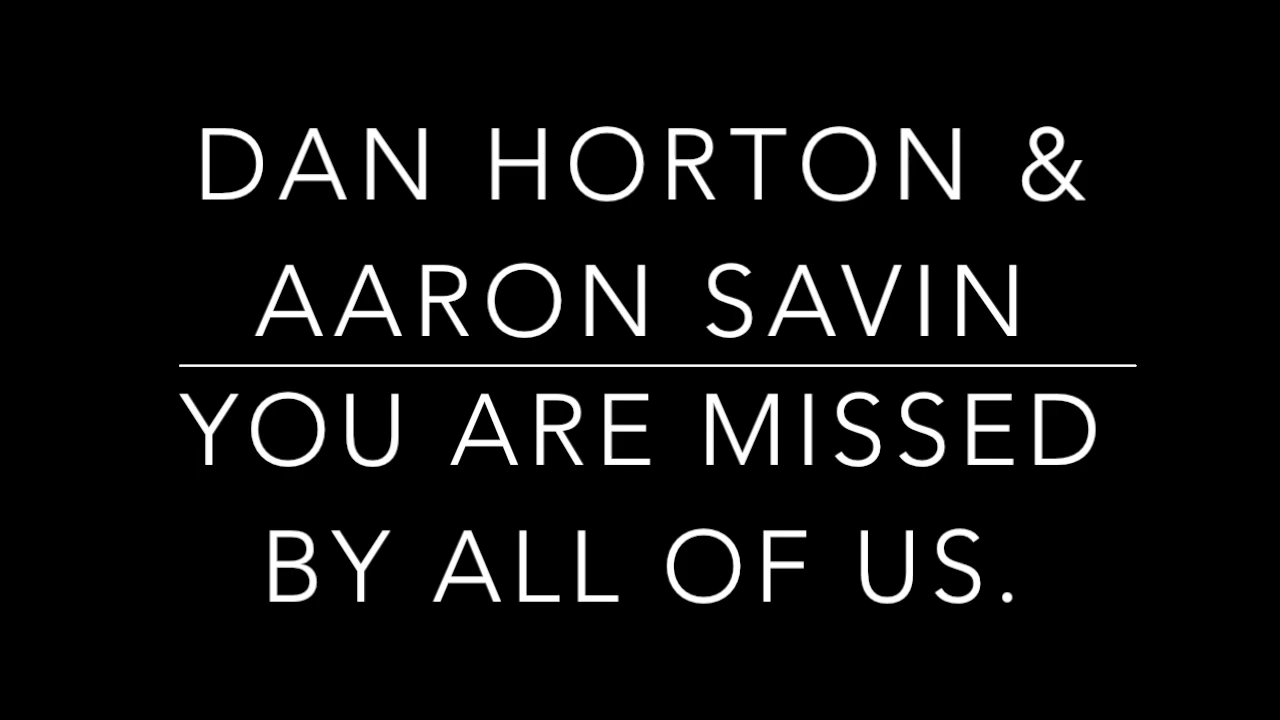 DAN HORTON &
AARON SAVIN
YOU ARE MISSED
BY ALL OF US.